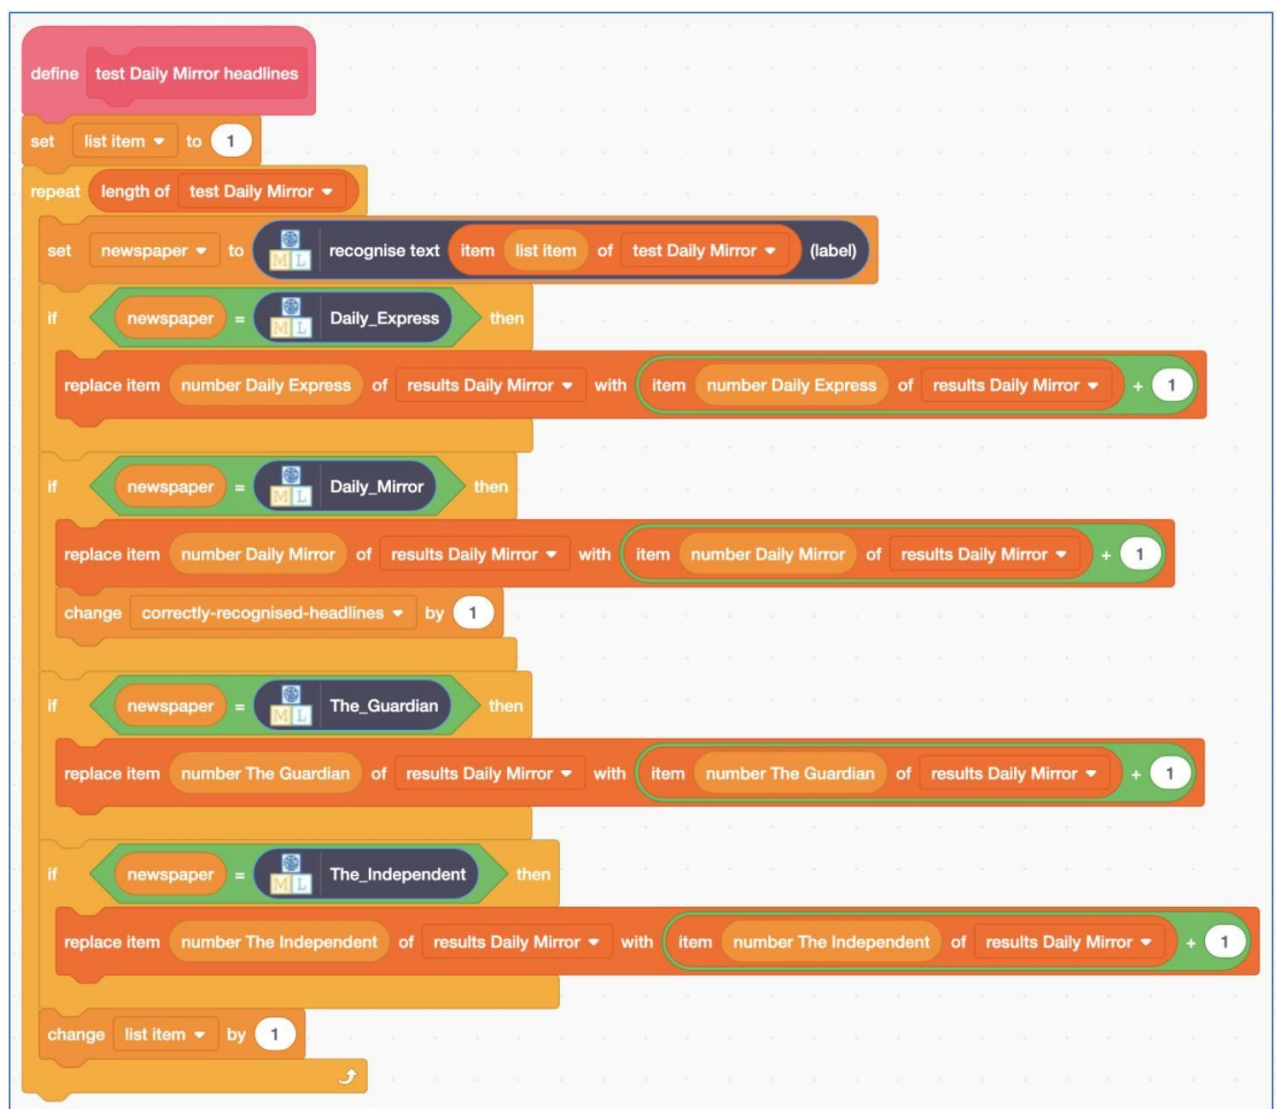 define test Daily Mirror headlines
set list item to 1
repeat length of test Daily Mirror
set newspaper to ML recognise text item list item of test Daily Mirror (label)
if newspaper = ML Daily_Express then
replace item number Daily Express of results Daily Mirror with item number Daily Express of results Daily Mirror + 1
if newspaper = ML Daily_Mirror then
replace item number Daily Mirror of results Daily Mirror with item number Daily Mirror of results Daily Mirror + 1
change correctly-recognised-headlines by 1
if newspaper = ML The_Guardian then
replace item number The Guardian of results Daily Mirror with item number The Guardian of results Daily Mirror + 1
if newspaper = ML The_Independent then
replace item number The Independent of results Daily Mirror with item number The Independent of results Daily Mirror + 1
change list item by 1